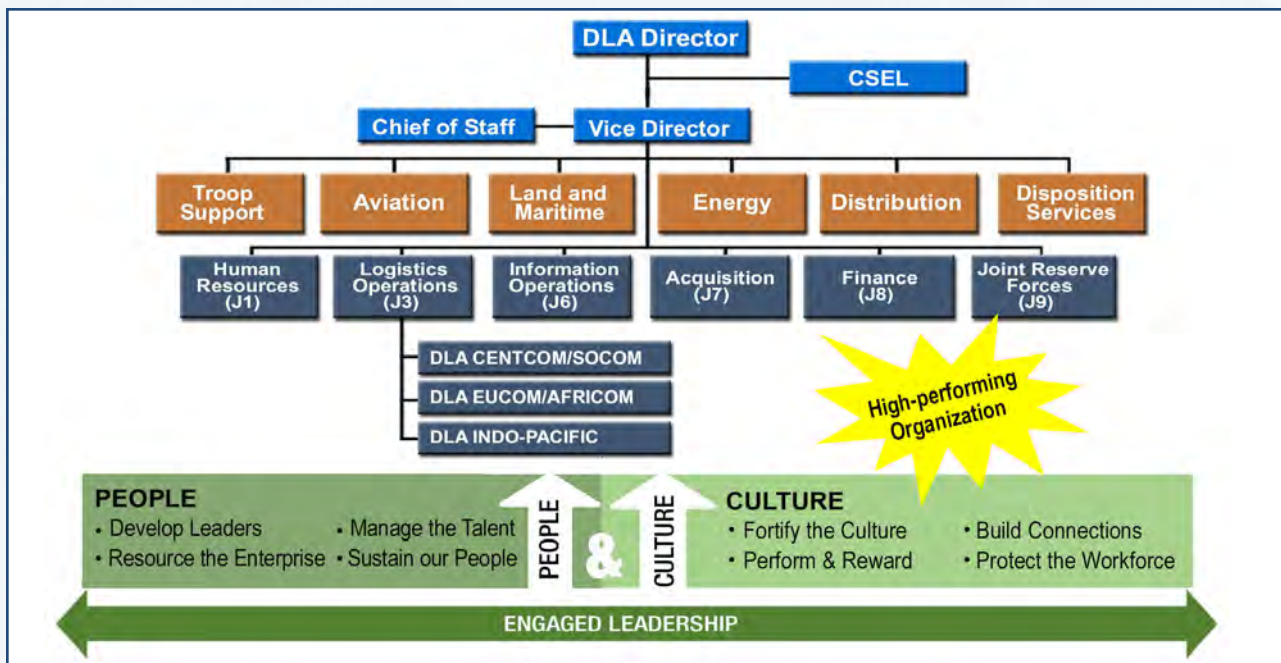 DLA Director
CSEL
Chief of Staff
Vice Director
Troop
Support
Aviation
Land and
Maritime
Energy
Distribution
Disposition
Services
Human
Resources
(J1)
Logistics
Operations
(J3)
Information
Operations
(J6)
Acquisition
(J7)
Finance
(J8)
Joint Reserve
Forces
(J9)
DLA CENTCOM/SOCOM
DLA EUCOM/AFRICOM
DLA INDO-PACIFIC
High-performing
Organization
PEOPLE
• Develop Leaders
• Resource the Enterprise
• Manage the Talent
• Sustain our People
PEOPLE
&
CULTURE
CULTURE
• Fortify the Culture
• Perform & Reward
• Build Connections
• Protect the Workforce
ENGAGED LEADERSHIP